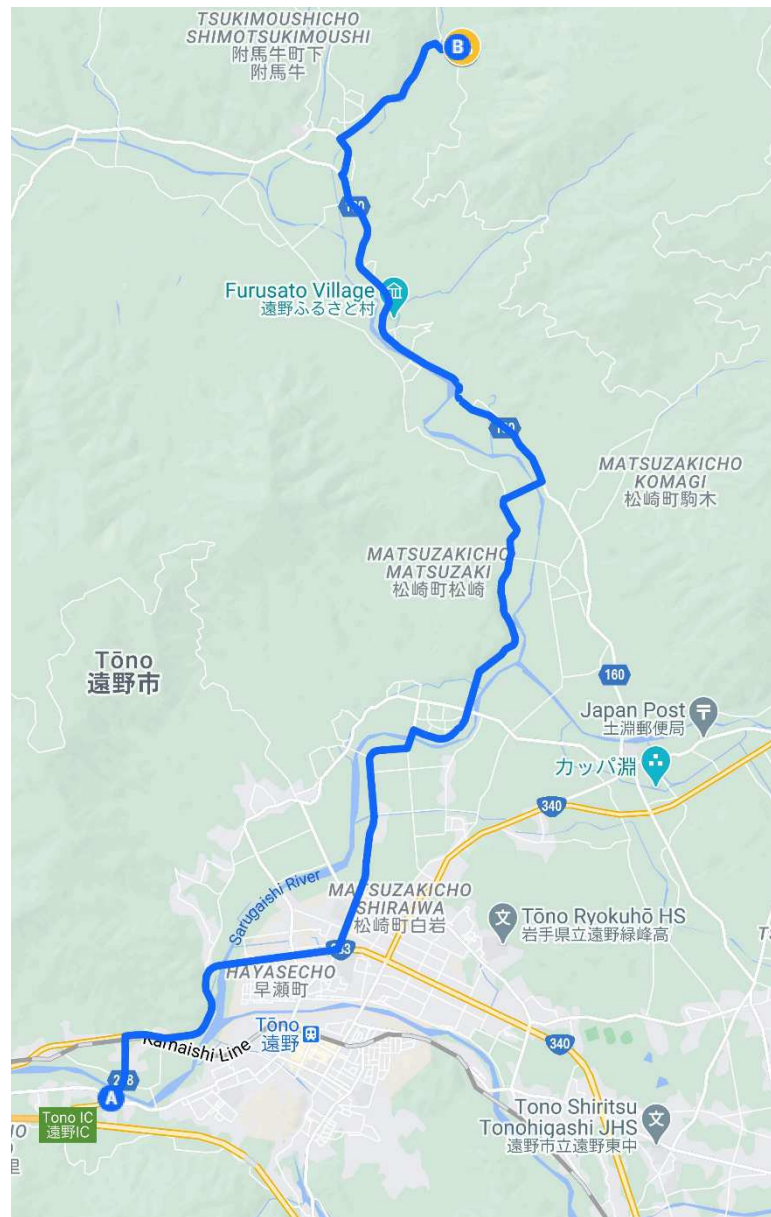 TSUKIMOUSHICHO
SHIMOTSUKIMOUSHI
附馬牛町下
附馬牛
B
160
Furusato Village
遠野ふるさと村
160
MATSUZAKICHO
KOMAGI
松崎町駒木
MATSUZAKICHO
MATSUZAKI
松崎町松崎
Tōno
遠野市
160
Japan Post
土淵郵便局
カッパ淵
340
Sarugaishi River
MATSUZAKICHO
SHIRAIWA
松崎町白岩
文
Tōno Ryokuhō HS
岩手県立遠野緑峰高
HAYASECHO
早瀬町
Tōno
遠野
Kamaishi Line
340
A
Tono IC
遠野IC
Tono Shiritsu
Tonohigashi JHS
遠野市立遠野東中
文
里